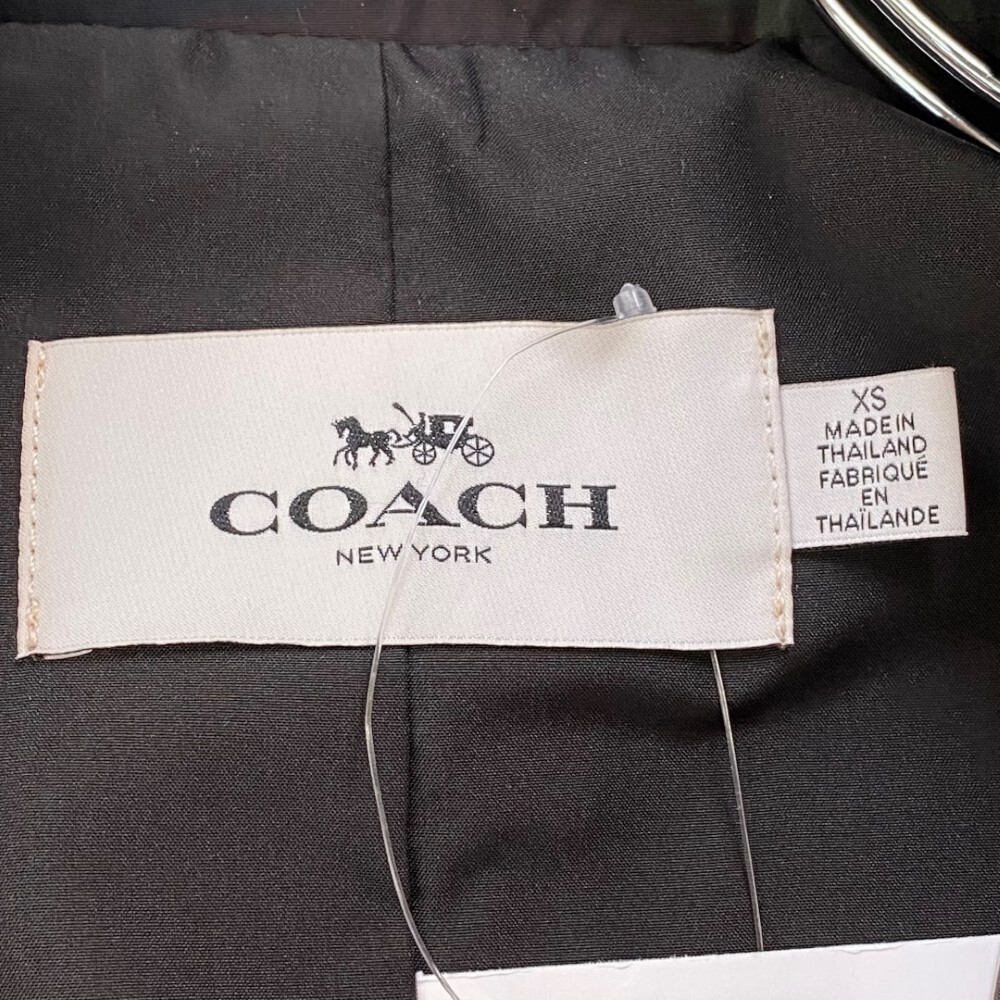 COACH
NEW YORK
XS
MADE IN
THAILAND
FABRIQUÉ
EN
THAÏLANDE